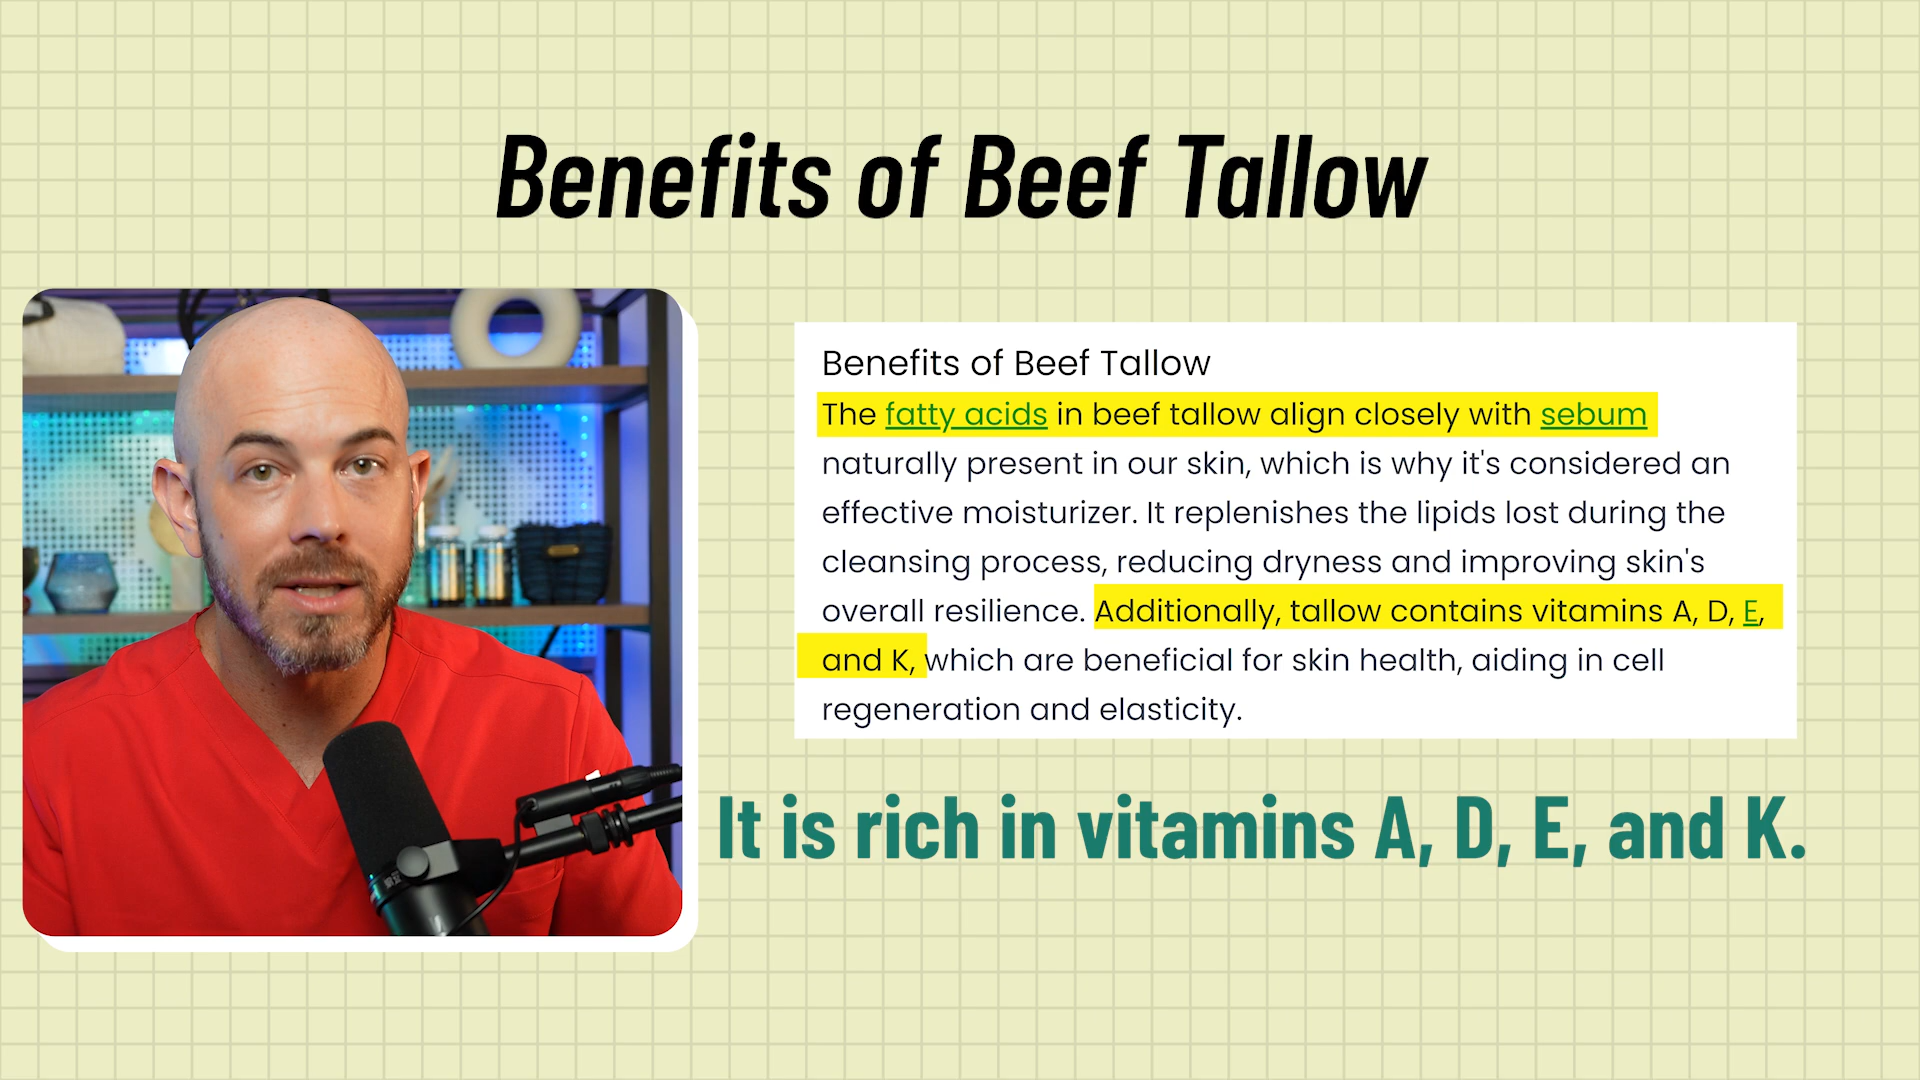 Benefits of Beef Tallow
Benefits of Beef Tallow
The fatty acids in beef tallow align closely with sebum
naturally present in our skin, which is why it's considered an
effective moisturizer. It replenishes the lipids lost during the
cleansing process, reducing dryness and improving skin's
overall resilience. Additionally, tallow contains vitamins A, D, E,
and K, which are beneficial for skin health, aiding in cell
regeneration and elasticity.
It is rich in vitamins A, D, E, and K.